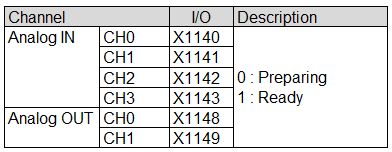 Channel I/O Description
Analog IN CH0 X1140
CH1 X1141
CH2 X1142 0 : Preparing
CH3 X1143 1 : Ready
Analog OUT CH0 X1148
CH1 X1149